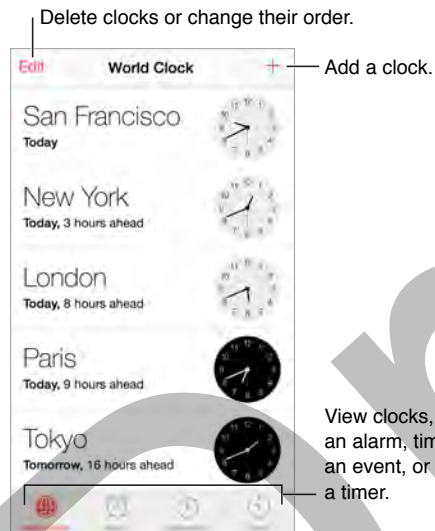 Delete clocks or change their order.
Edit World Clock +
Add a clock.
San Francisco
Today
New York
Today, 3 hours ahead
London
Today, 8 hours ahead
Paris
Today, 9 hours ahead
Tokyo
Tomorrow, 16 hours ahead
View clocks,
an alarm, tim
an event, or
a timer.